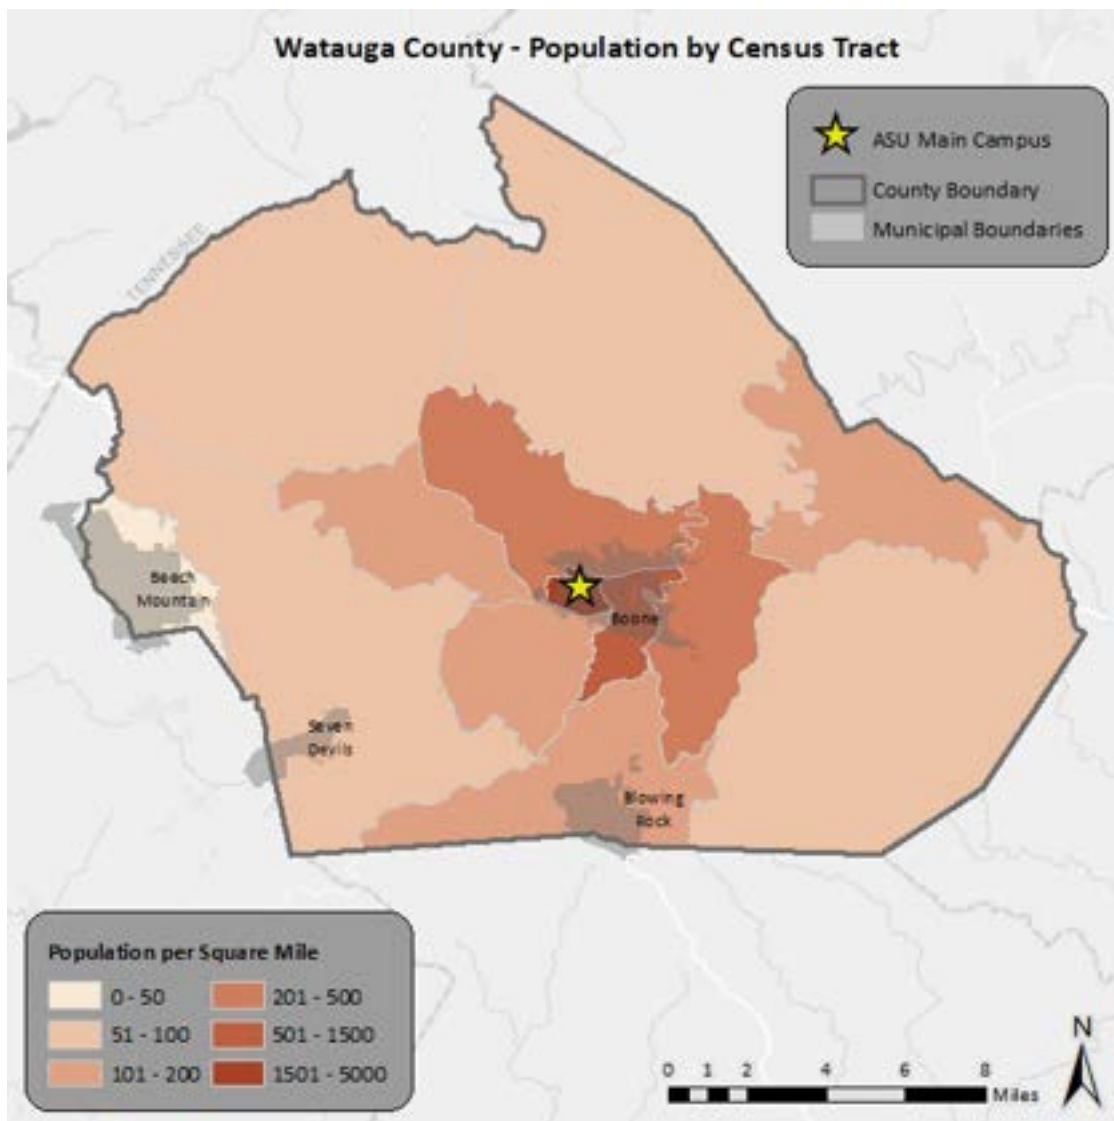 Watauga County - Population by Census Tract
ASU Main Campus
County Boundary
Municipal Boundaries
TENNESSEE
Beech
Mountain
Boone
Seven
Devils
Blowing
Rock
Population per Square Mile
0 - 50
201 - 500
51 - 100
501 - 1500
101 - 200
1501 - 5000
N
0 1 2 4 6 8
Miles